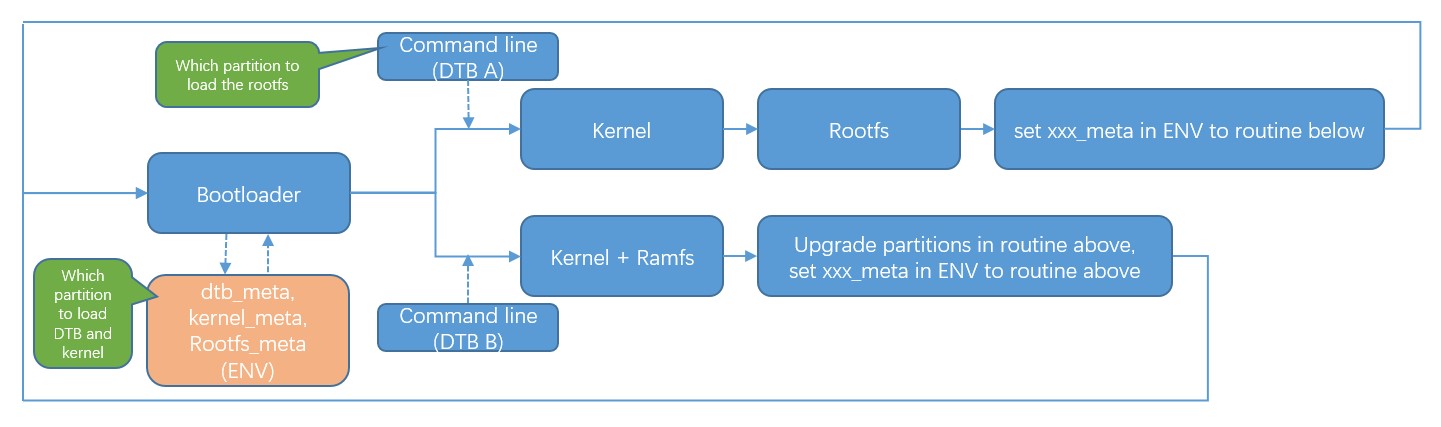 Which partition to
load the rootfs
Command line
(DTB A)
Kernel
Rootfs
set xxx_meta in ENV to routine below
Bootloader
Kernel + Ramfs
Upgrade partitions in routine above,
set xxx_meta in ENV to routine above
Which
partition
to load
DTB and
kernel
dtb_meta,
kernel_meta,
Rootfs_meta
(ENV)
Command line
(DTB B)